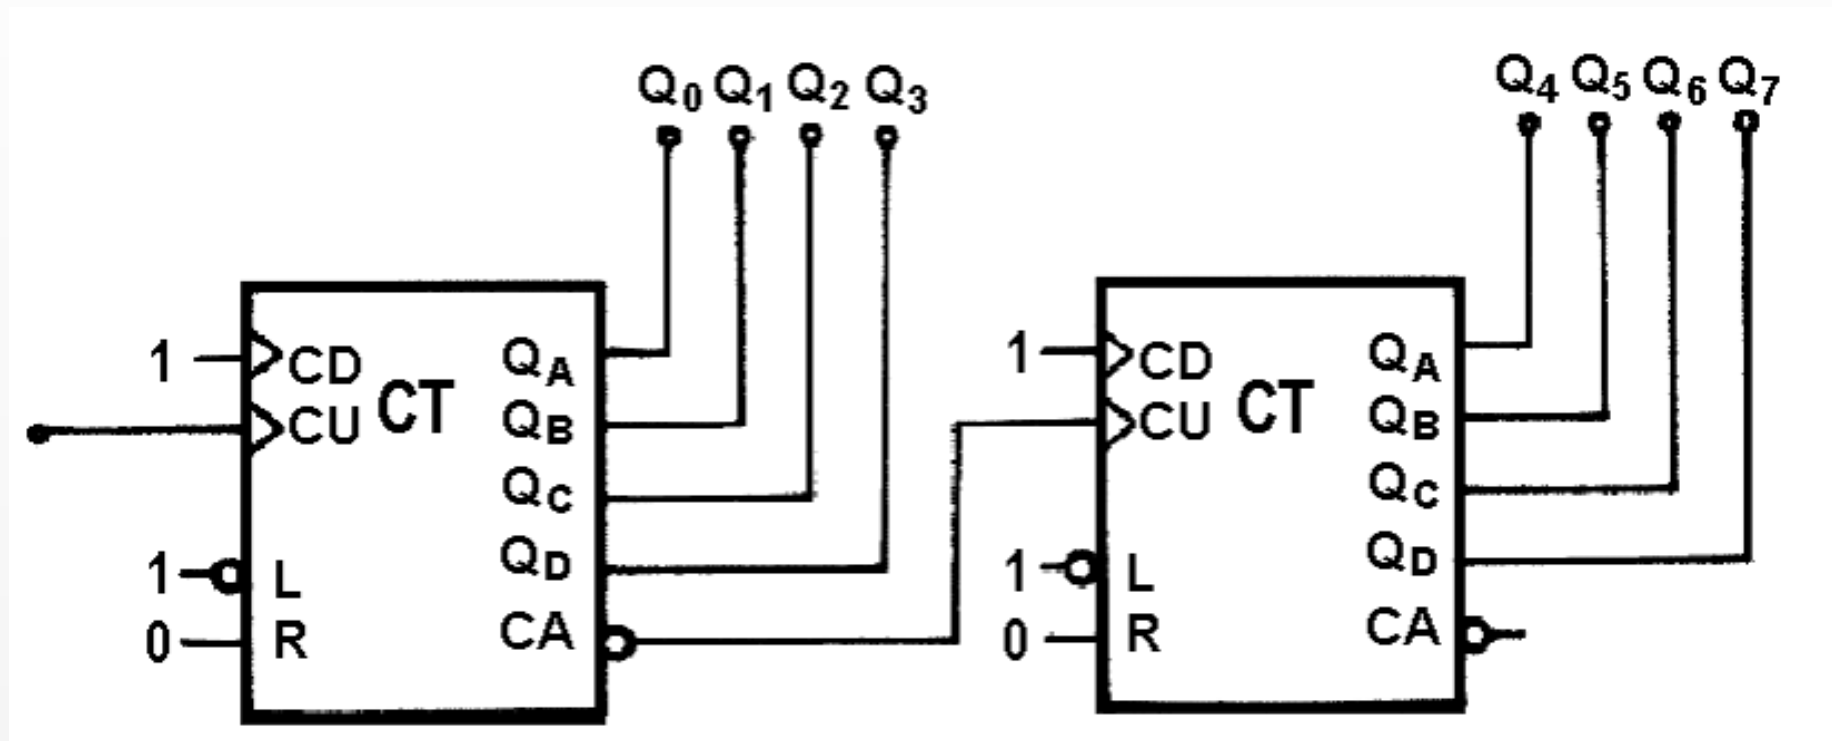 Q0 Q1 Q2 Q3
Q4 Q5 Q6 Q7
1 CD QA
CT
CU QB
QC
1 L QD
0 R CA
1 CD QA
CT
CU QB
QC
1 L QD
0 R CA